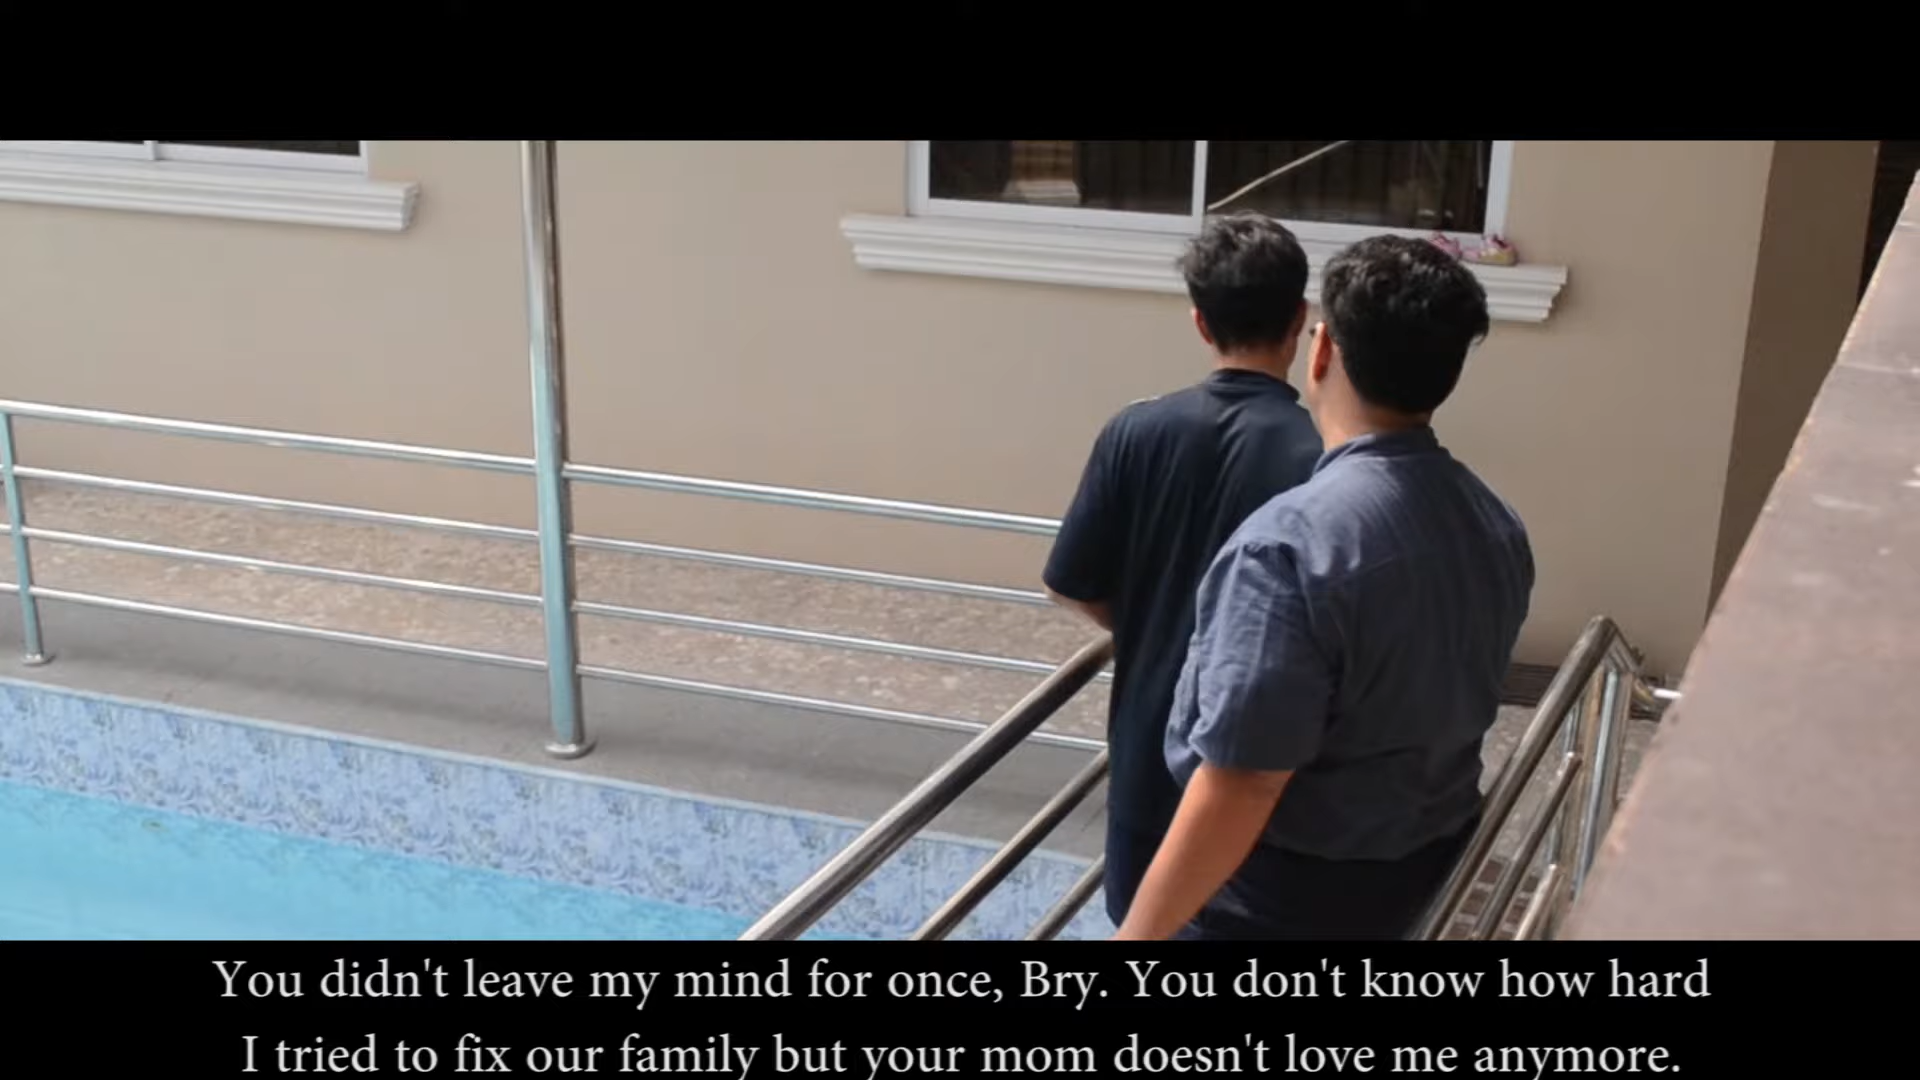 You didn't leave my mind for once, Bry. You don't know how hard
I tried to fix our family but your mom doesn't love me anymore.